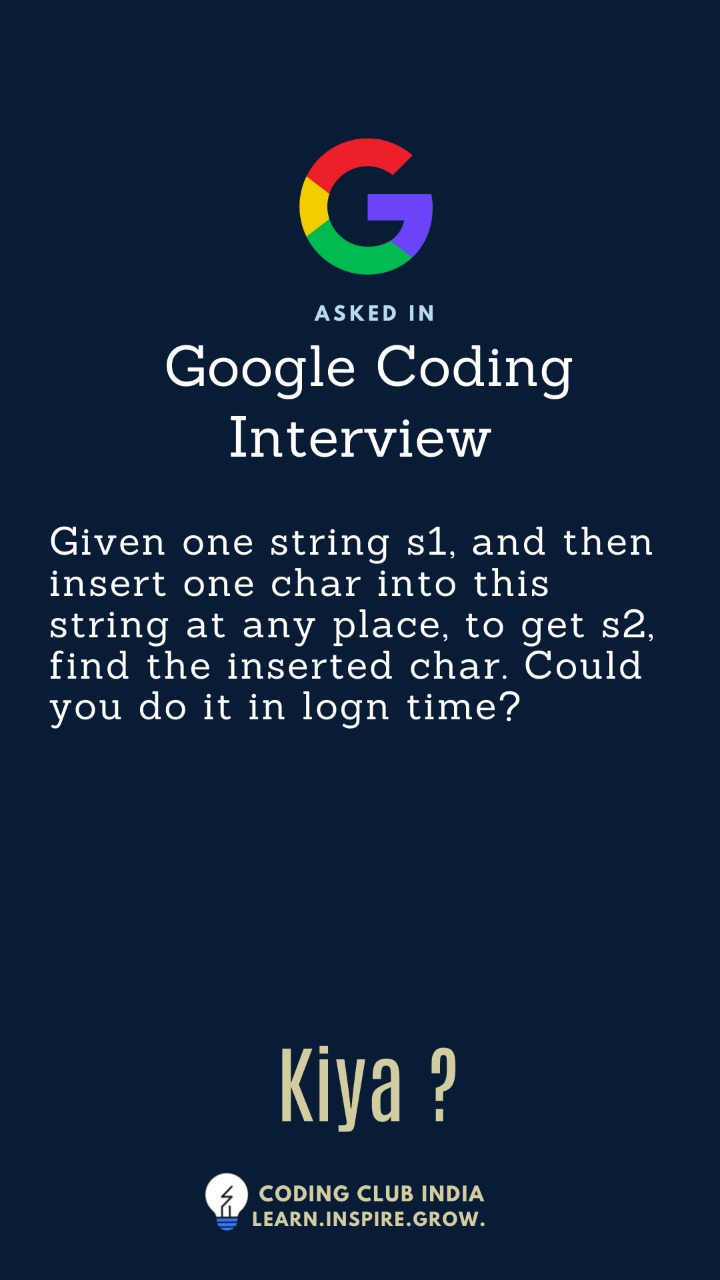 ASKED IN
Google Coding
Interview
Given one string s1, and then
insert one char into this
string at any place, to get s2,
find the inserted char. Could
you do it in logn time?
Kiya ?
CODING CLUB INDIA
LEARN.INSPIRE.GROW.